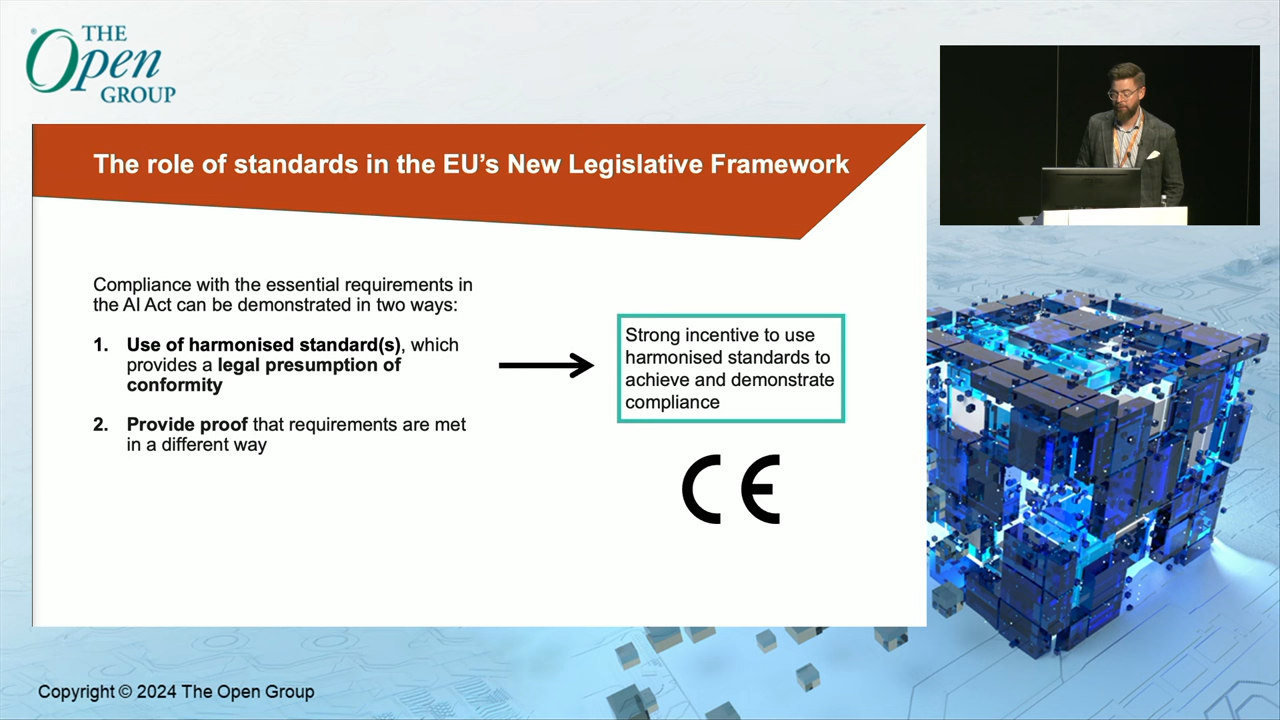 THE
Open
GROUP
The role of standards in the EU's New Legislative Framework
Compliance with the essential requirements in
the AI Act can be demonstrated in two ways:
1. Use of harmonised standard(s), which
provides a legal presumption of
conformity
2. Provide proof that requirements are met
in a different way
Strong incentive to use
harmonised standards to
achieve and demonstrate
compliance
CE
Copyright © 2024 The Open Group